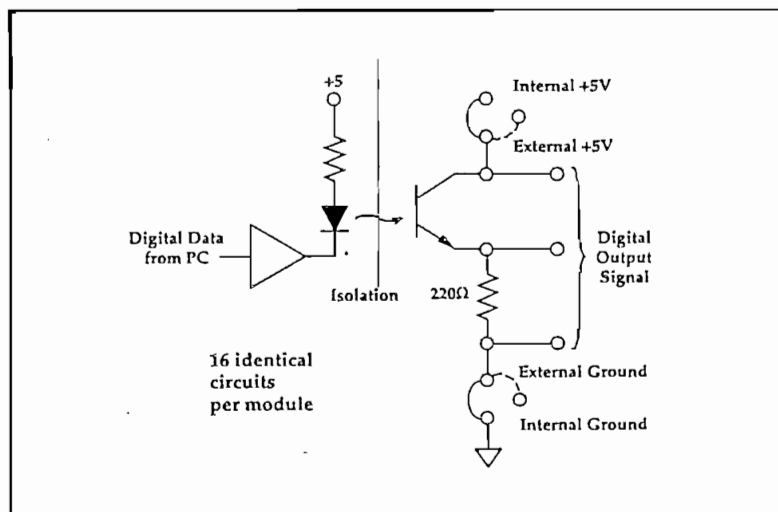 +5
Internal +5V
External +5V
Digital Data
from PC
Isolation
220Ω
Digital
Output
Signal
16 identical
circuits
per module
External Ground
Internal Ground